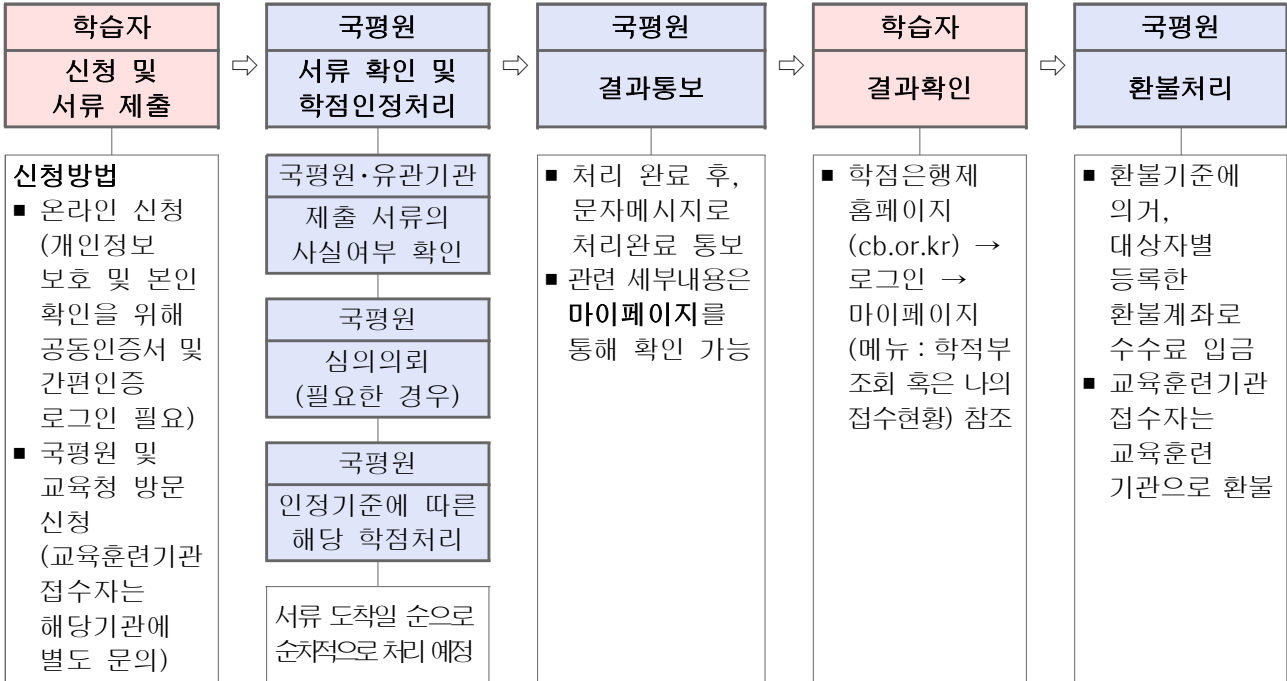 학습자
신청 및
서류 제출
⇨
국평원
서류 확인 및
학점인정처리
⇨
국평원
결과통보
⇨
학습자
결과확인
⇨
국평원
환불처리
신청방법
■ 온라인 신청
(개인정보
보호 및 본인
확인을 위해
공동인증서 및
간편인증
로그인 필요)
■ 국평원 및
교육청 방문
신청
(교육훈련기관
접수자는
해당기관에
별도 문의)
국평원·유관기관
제출 서류의
사실여부 확인
국평원
심의의뢰
(필요한 경우)
국평원
인정기준에 따른
해당 학점처리
서류 도착일 순으로
순차적으로 처리 예정
■ 처리 완료 후,
문자메시지로
처리완료 통보
■ 관련 세부내용은
마이페이지를
통해 확인 가능
■ 학점은행제
홈페이지
(cb.or.kr) →
로그인 →
마이페이지
(메뉴 : 학적부
조회 혹은 나의
접수현황) 참조
■ 환불기준에
의거,
대상자별
등록한
환불계좌로
수수료 입금
■ 교육훈련기관
접수자는
교육훈련
기관으로 환불